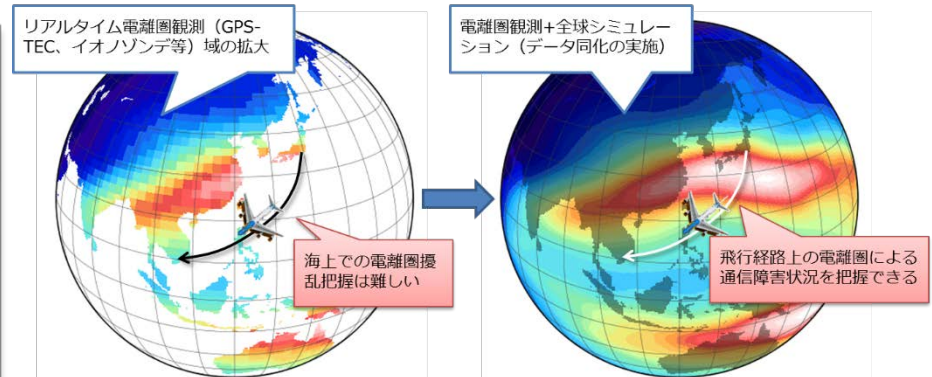 リアルタイム電離圏観測（GPS-
TEC、イオノゾンデ等）域の拡大
海上での電離圏擾
乱把握は難しい
電離圏観測+全球シミュレー
ション（データ同化の実施）
飛行経路上の電離圏による
通信障害状況を把握できる